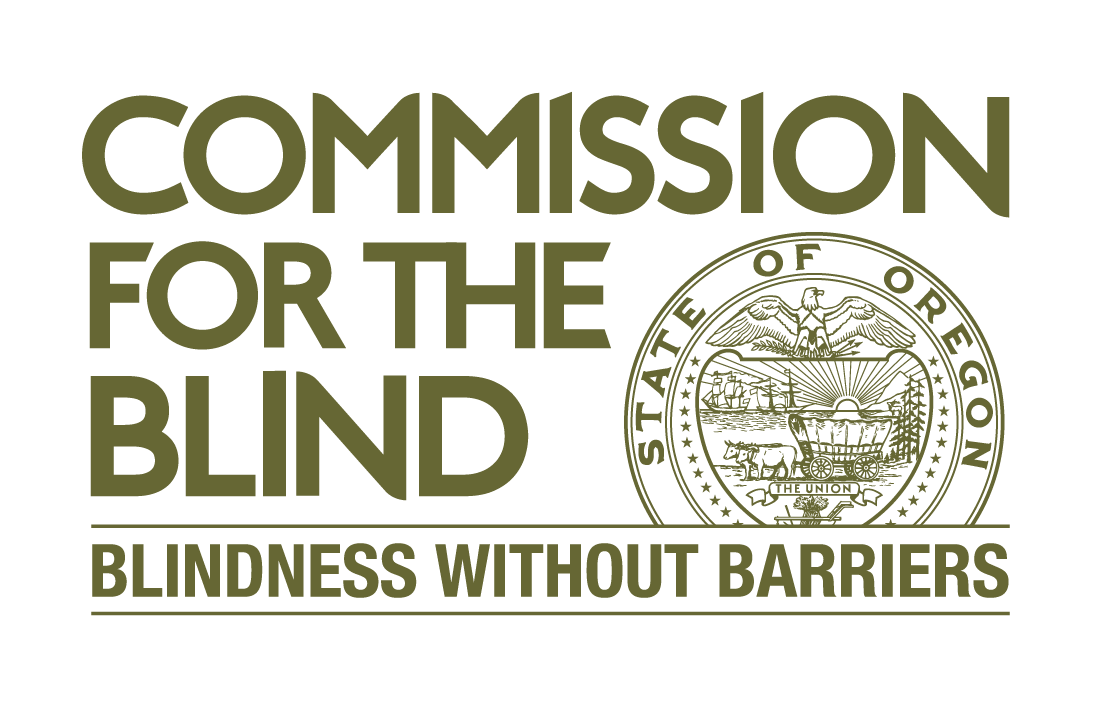 COMMISSION
FOR THE
BLIND
STATE OF OREGON
THE UNION
BLINDNESS WITHOUT BARRIERS